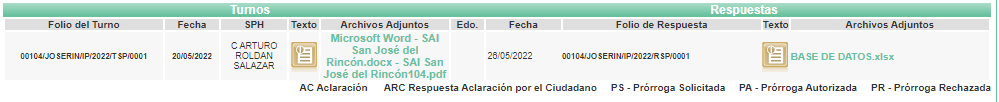 Turnos Respuestas
Folio del Turno Fecha SPH Texto Archivos Adjuntos Edo. Fecha Folio de Respuesta Texto Archivos Adjuntos
00104/JOSERIN/IP/2022/TSP/0001 20/05/2022 C ARTURO ROLDAN SALAZAR Microsoft Word - SAI San José del Rincón.docx - SAI San José del Rincón104.pdf 26/05/2022 00104/JOSERIN/IP/2022/RSP/0001 BASE DE DATOS.xlsx
AC Aclaración ARC Respuesta Aclaración por el Ciudadano PS - Prórroga Solicitada PA - Prórroga Autorizada PR - Prórroga Rechazada